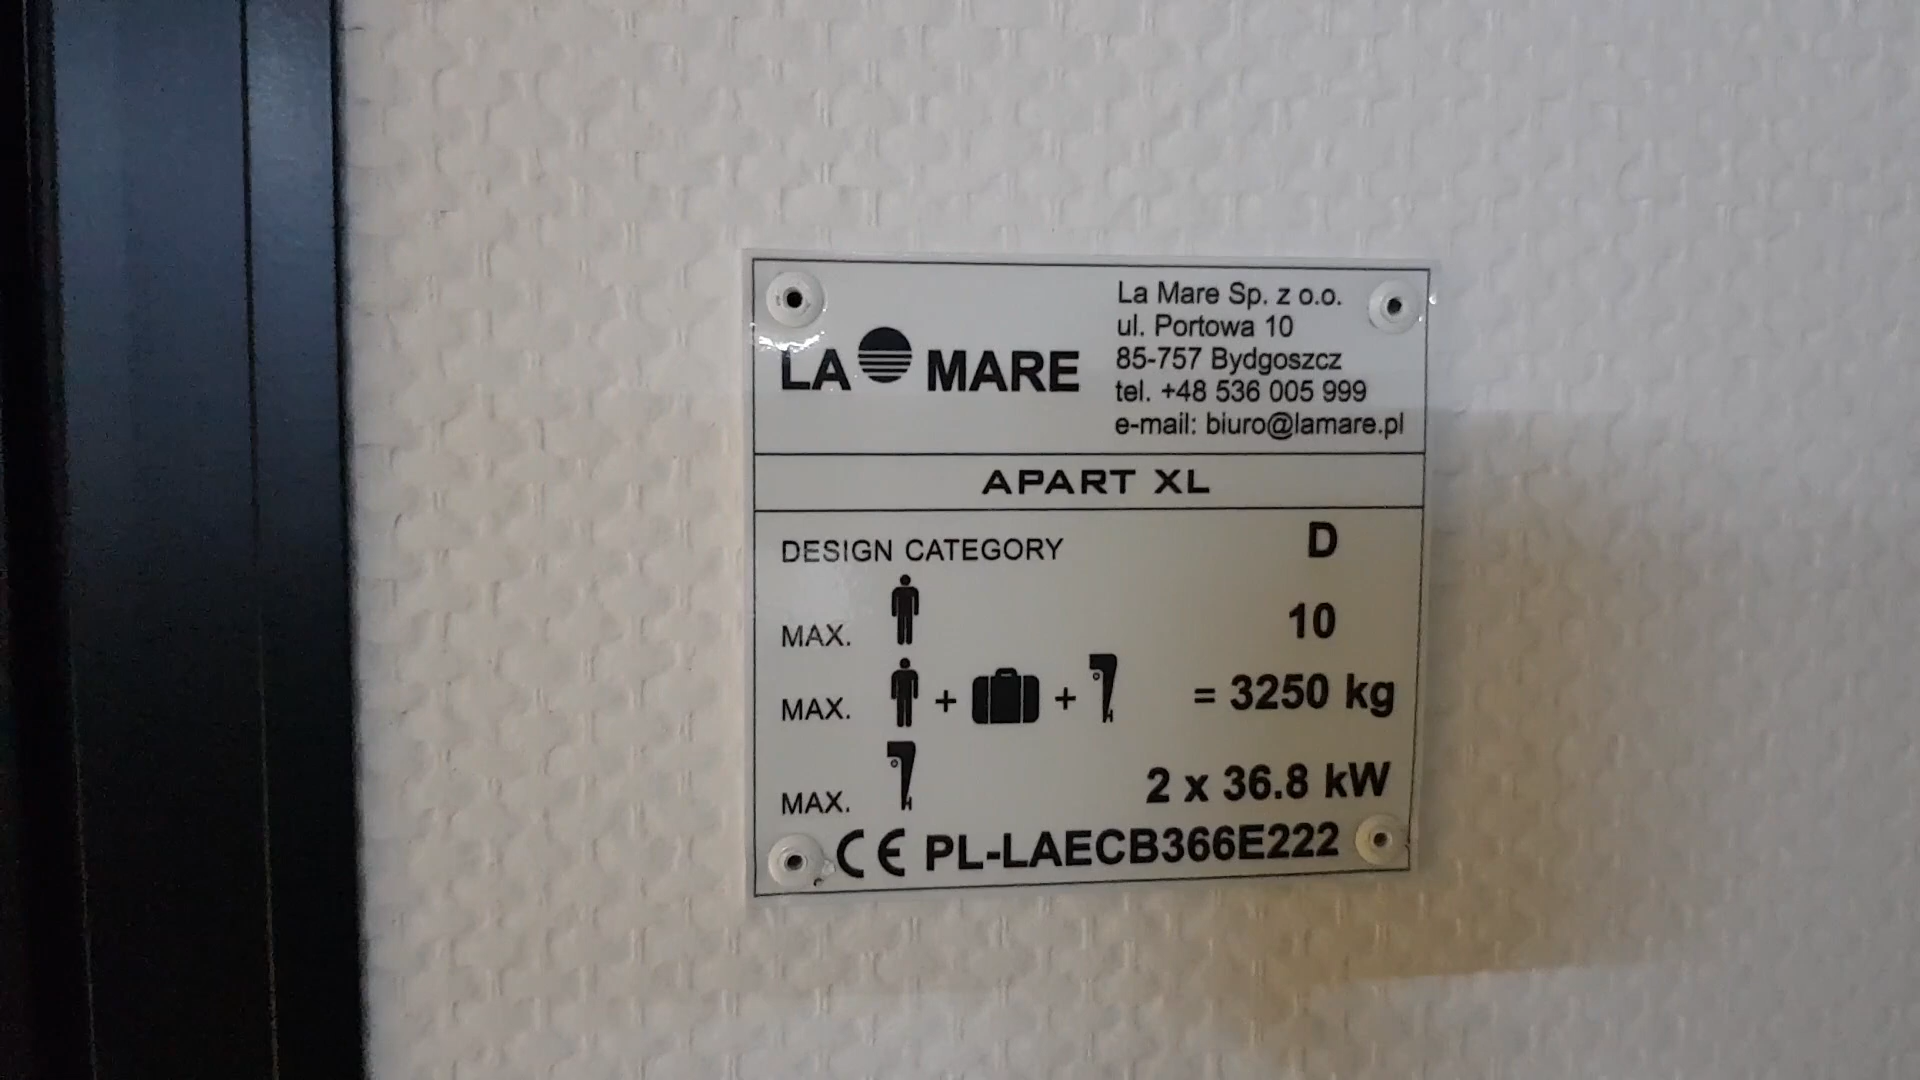 LA MARE
La Mare Sp. z o.o.
ul. Portowa 10
85-757 Bydgoszcz
tel. +48 536 005 999
e-mail: biuro@lamare.pl
APART XL
DESIGN CATEGORY D
MAX. 10
MAX. + + = 3250 kg
MAX. 2 x 36.8 kW
CE PL-LAECB366E222